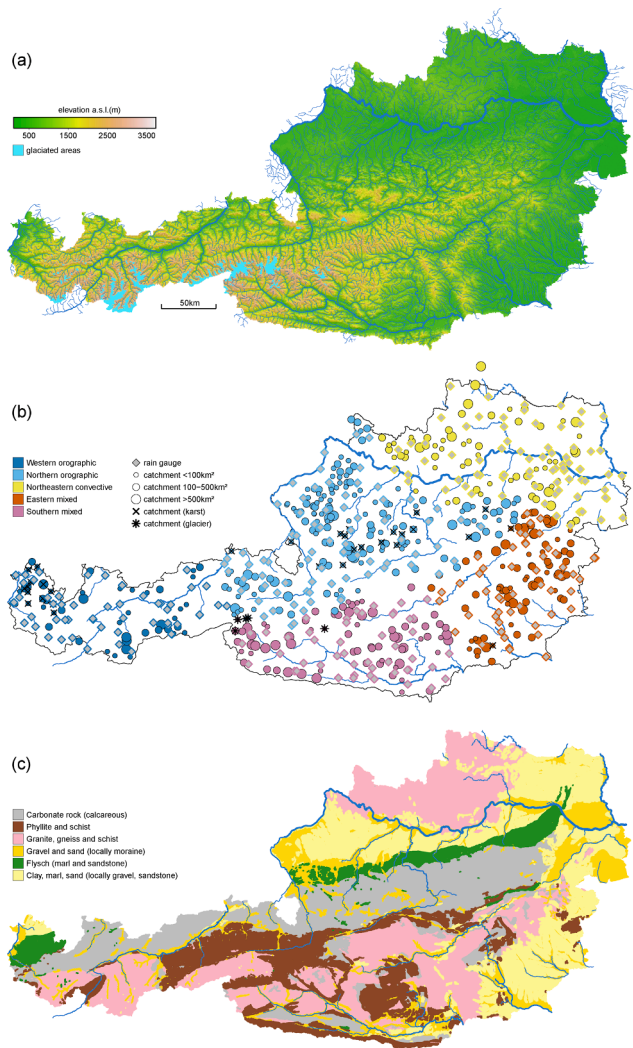 (a)
elevation a.s.l.(m)
500 1500 2500 3500
glaciated areas
50km
(b)
Western orographic
Northern orographic
Northeastern convective
Eastern mixed
Southern mixed
rain gauge
catchment <100km²
catchment 100−500km²
catchment >500km²
catchment (karst)
catchment (glacier)
(c)
Carbonate rock (calcareous)
Phyllite and schist
Granite, gneiss and schist
Gravel and sand (locally moraine)
Flysch (marl and sandstone)
Clay, marl, sand (locally gravel, sandstone)